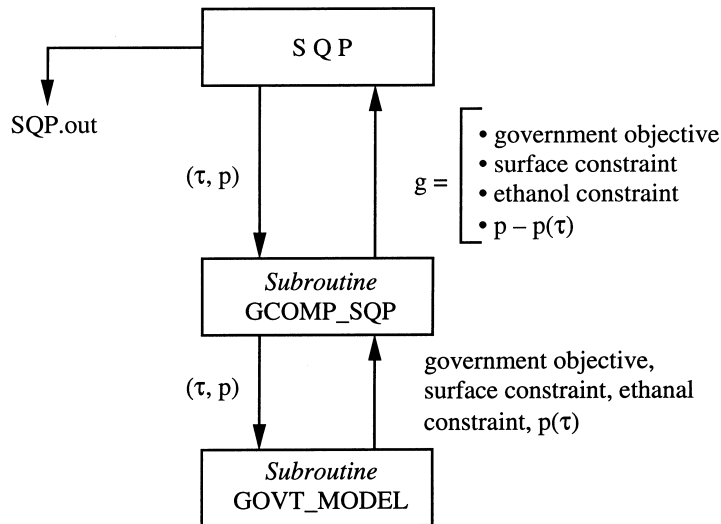 S Q P
SQP.out
(τ, p)
g =
• government objective
• surface constraint
• ethanol constraint
• p – p(τ)
Subroutine
GCOMP_SQP
(τ, p)
government objective,
surface constraint, ethanal
constraint, p(τ)
Subroutine
GOVT_MODEL